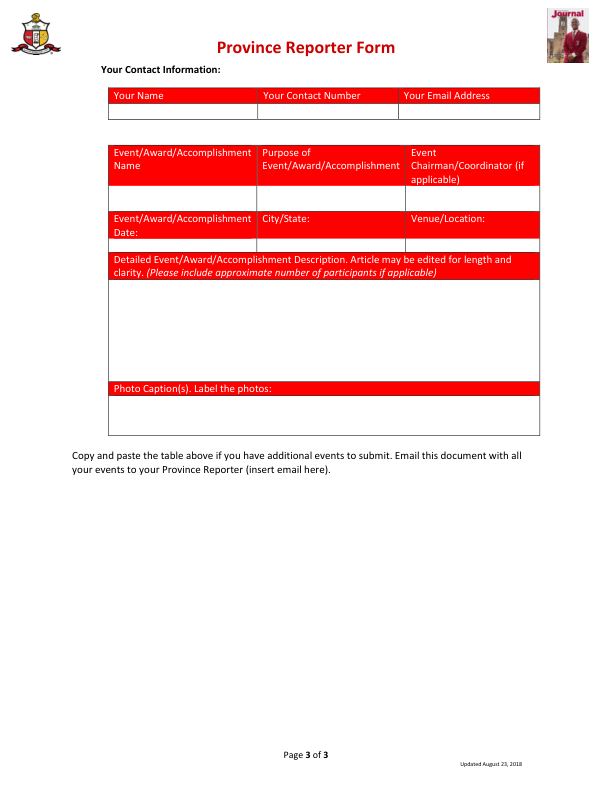 Journal
Province Reporter Form
Your Contact Information:
Your Name Your Contact Number Your Email Address
Event/Award/Accomplishment Name Purpose of Event/Award/Accomplishment Event Chairman/Coordinator (if applicable)
Event/Award/Accomplishment Date: City/State: Venue/Location:
Detailed Event/Award/Accomplishment Description. Article may be edited for length and
clarity. (Please include approximate number of participants if applicable)
Photo Caption(s). Label the photos:
Copy and paste the table above if you have additional events to submit. Email this document with all
your events to your Province Reporter (insert email here).
Page 3 of 3
Updated August 23, 2018